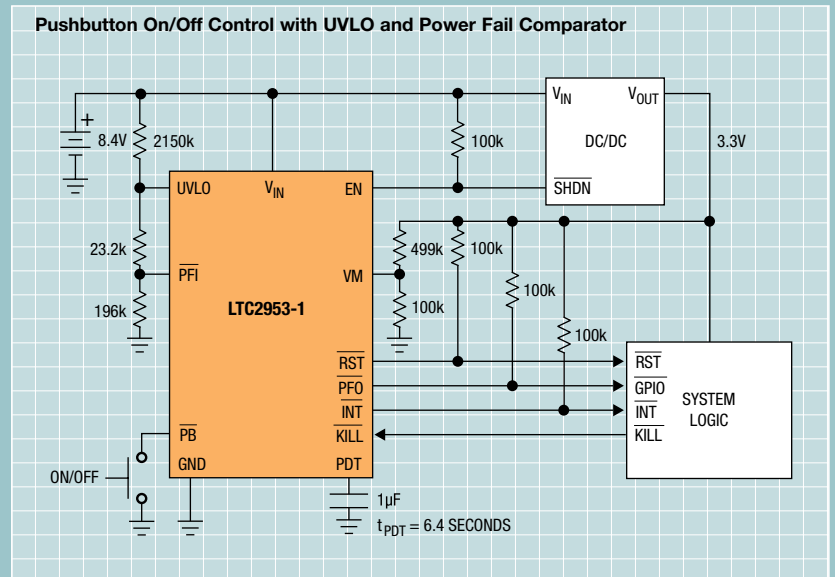 Pushbutton On/Off Control with UVLO and Power Fail Comparator
+
8.4V
2150k
100k
VIN
VOUT
DC/DC
SHDN
3.3V
UVLO
VIN
EN
23.2k
PFI
196k
LTC2953-1
VM
499k
100k
100k
100k
100k
RST
PFO
INT
KILL
RST
GPIO
INT
KILL
SYSTEM
LOGIC
PB
GND
PDT
ON/OFF
1µF
tPDT = 6.4 SECONDS